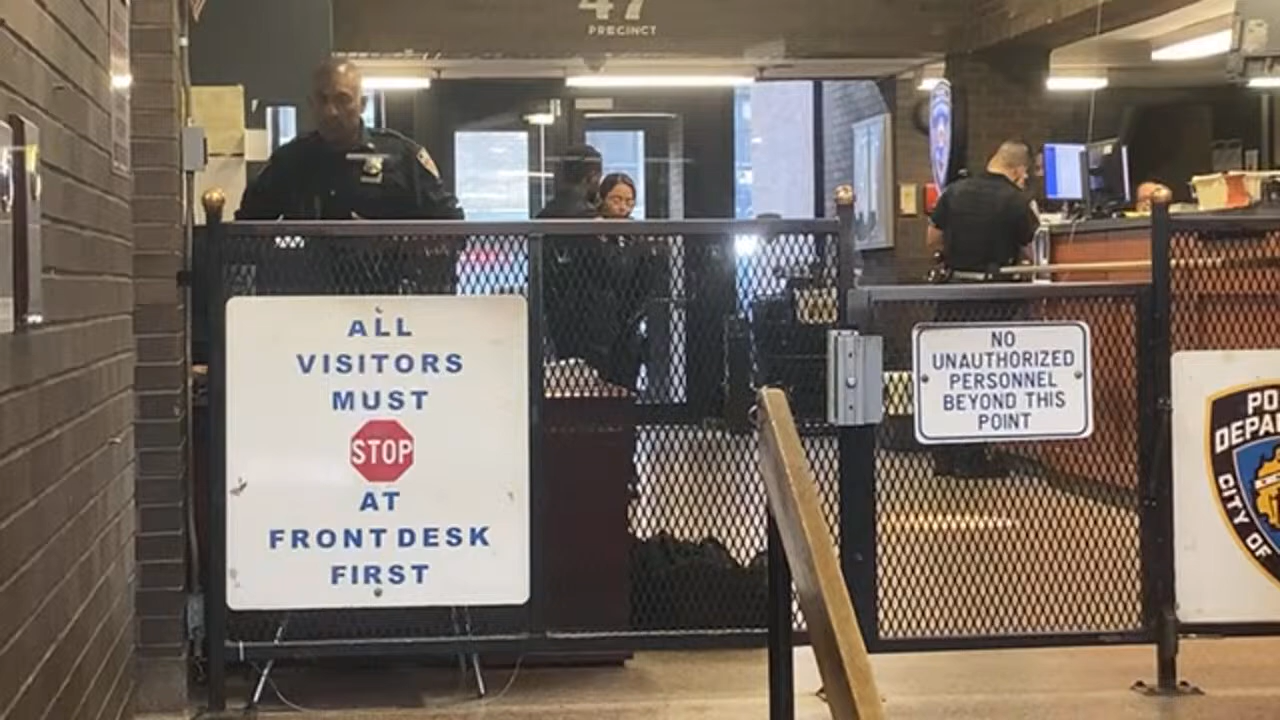 47
PRECINCT
ALL
VISITORS
MUST
STOP
AT
FRONT DESK
FIRST
NO
UNAUTHORIZED
PERSONNEL
BEYOND THIS
POINT
PO
DEPA
CITY OF